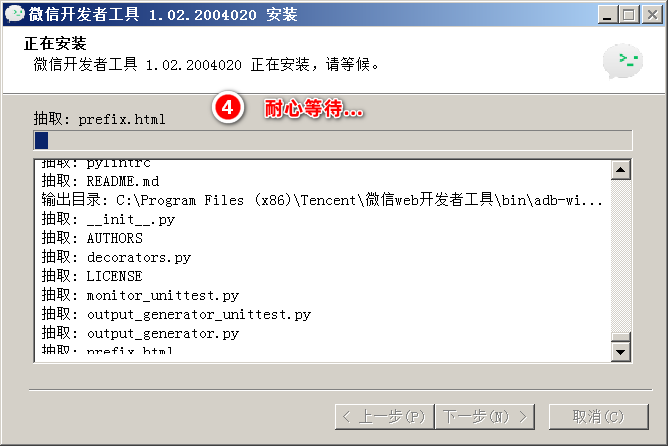 微信开发者工具 1.02.2004020 安装
正在安装
微信开发者工具 1.02.2004020 正在安装，请等候。
4 耐心等待...
抽取: prefix.html
抽取: pylintrc
抽取: README.md
输出目录: C:\Program Files (x86)\Tencent\微信web开发者工具\bin\adb-wi...
抽取: __init__.py
抽取: AUTHORS
抽取: decorators.py
抽取: LICENSE
抽取: monitor_unittest.py
抽取: output_generator_unittest.py
抽取: output_generator.py
抽取: prefix.html
< 上一步(P) 下一步(N) > 取消(C)